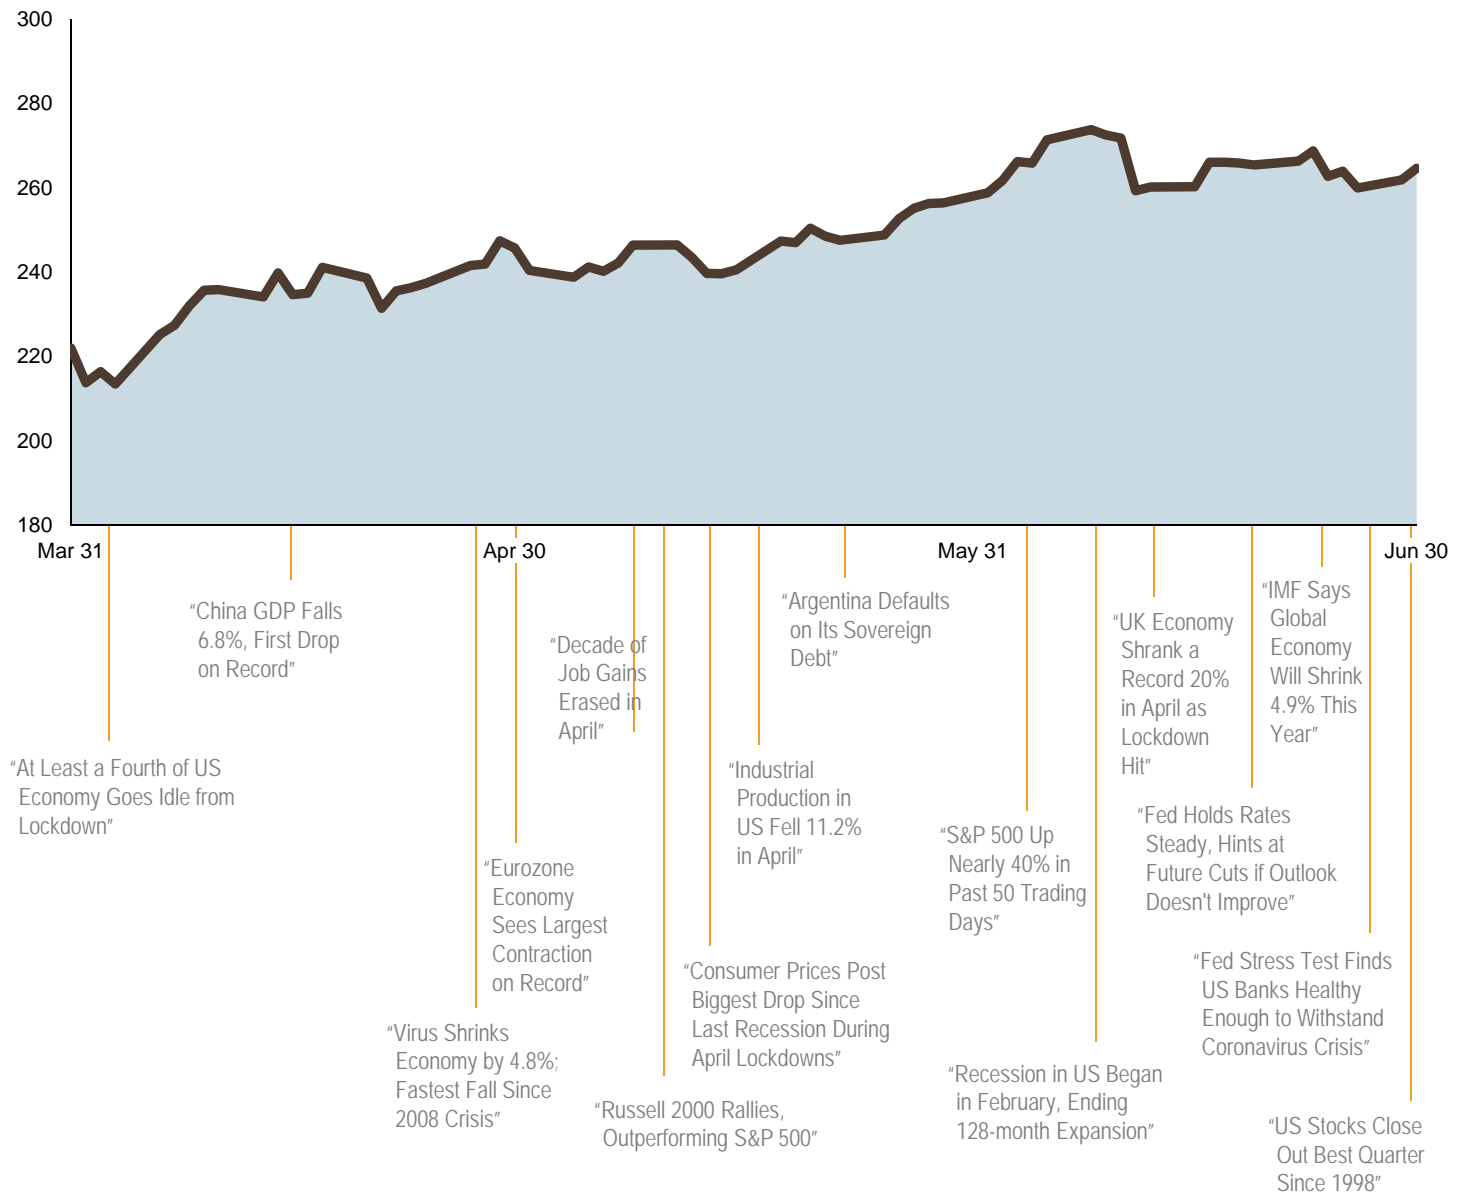 300
280
260
240
220
200
180
Mar 31
Apr 30
May 31
Jun 30
“China GDP Falls
6.8%, First Drop
on Record”
“At Least a Fourth of US
Economy Goes Idle from
Lockdown”
“Virus Shrinks
Economy by 4.8%;
Fastest Fall Since
2008 Crisis”
“Eurozone
Economy
Sees Largest
Contraction
on Record”
“Decade of
Job Gains
Erased in
April”
“Russell 2000 Rallies,
Outperforming S&P 500”
“Consumer Prices Post
Biggest Drop Since
Last Recession During
April Lockdowns”
“Industrial
Production in
US Fell 11.2%
in April”
“Argentina Defaults
on Its Sovereign
Debt”
“S&P 500 Up
Nearly 40% in
Past 50 Trading
Days”
“Recession in US Began
in February, Ending
128-month Expansion”
“UK Economy
Shrank a
Record 20%
in April as
Lockdown
Hit”
“Fed Holds Rates
Steady, Hints at
Future Cuts if Outlook
Doesn't Improve”
“IMF Says
Global
Economy
Will Shrink
4.9% This
Year”
“Fed Stress Test Finds
US Banks Healthy
Enough to Withstand
Coronavirus Crisis”
“US Stocks Close
Out Best Quarter
Since 1998”